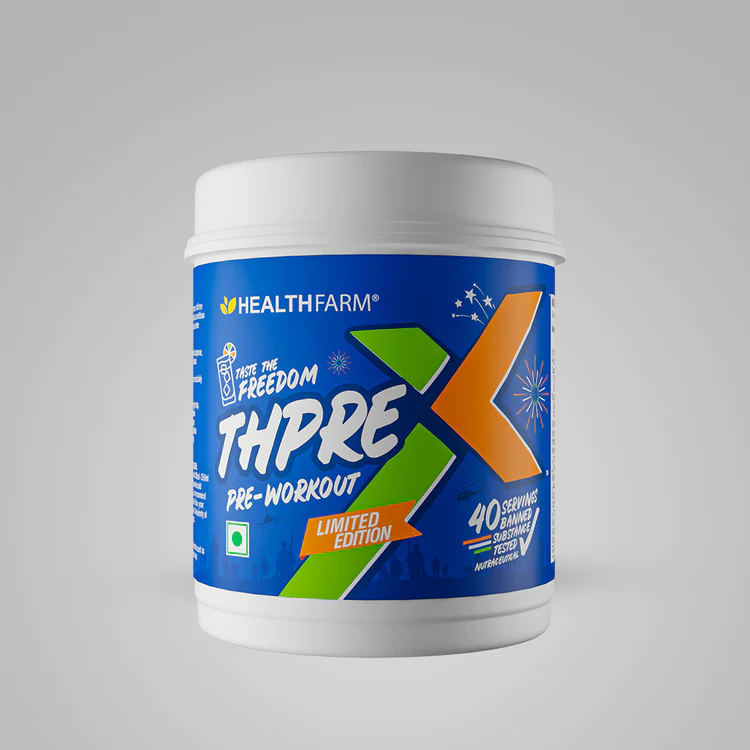 HEALTHFARM®
TASTE THE
FREEDOM
THPRE X
PRE-WORKOUT
LIMITED
EDITION
40 SERVINGS
BANNED
SUBSTANCE
TESTED
NUTRACEUTICAL